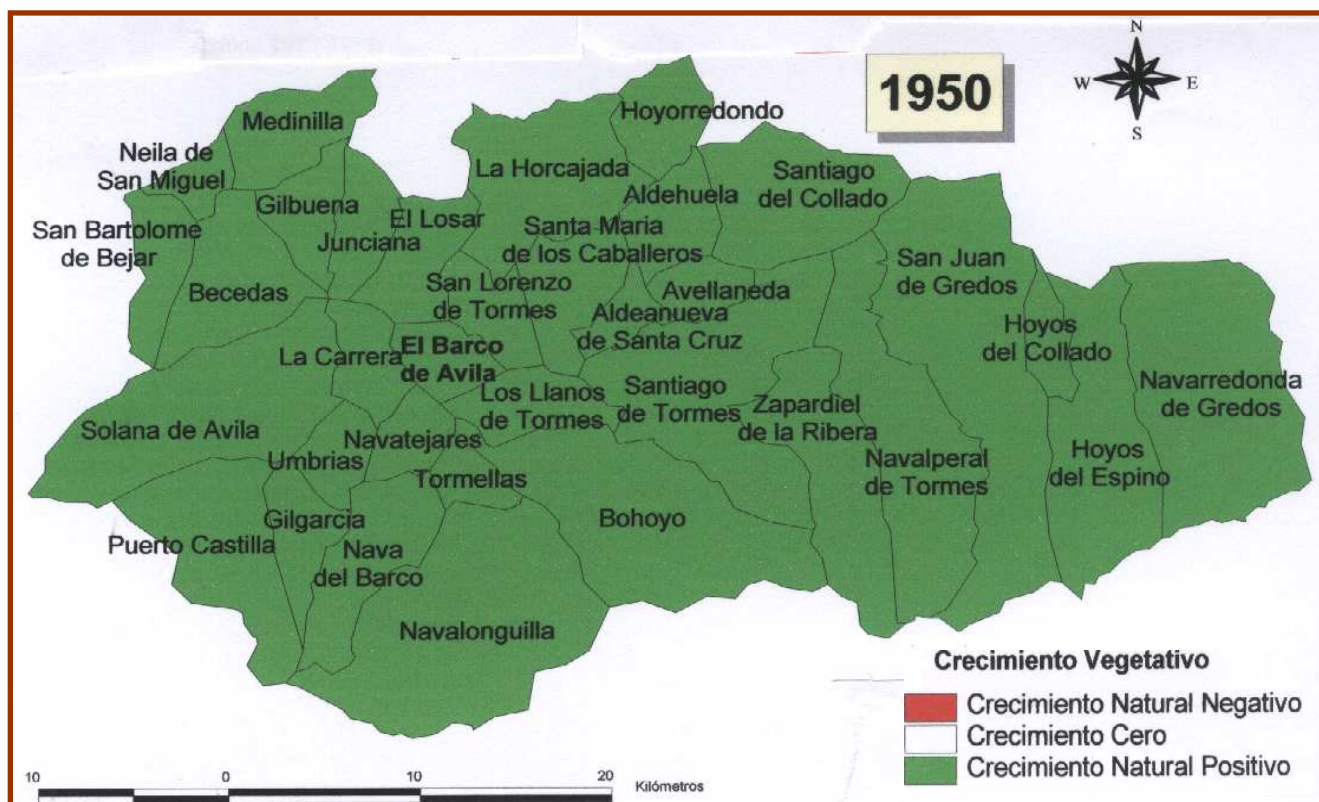 1950
N
W
E
S
Medinilla
Hoyorredondo
Neila de
San Miguel
La Horcajada
Santiago
del Collado
Aldehuela
Gilbuena
El Losar
Junciana
San Bartolome
de Bejar
Santa Maria
de los Caballeros
San Juan
de Gredos
Becedas
San Lorenzo
de Tormes
Avellaneda
Aldeanueva
de Santa Cruz
Hoyos
del Collado
La Carrera
El Barco
de Avila
Los Llanos
de Tormes
Santiago
de Tormes
Zapardiel
de la Ribera
Navarredonda
de Gredos
Solana de Avila
Navatejares
Umbrias
Tormellas
Navalperal
de Tormes
Hoyos
del Espino
Gilgarcia
Bohoyo
Puerto Castilla
Nava
del Barco
Navalonguilla
Crecimiento Vegetativo
Crecimiento Natural Negativo
Crecimiento Cero
Crecimiento Natural Positivo
10 0 10 20 Kilómetros